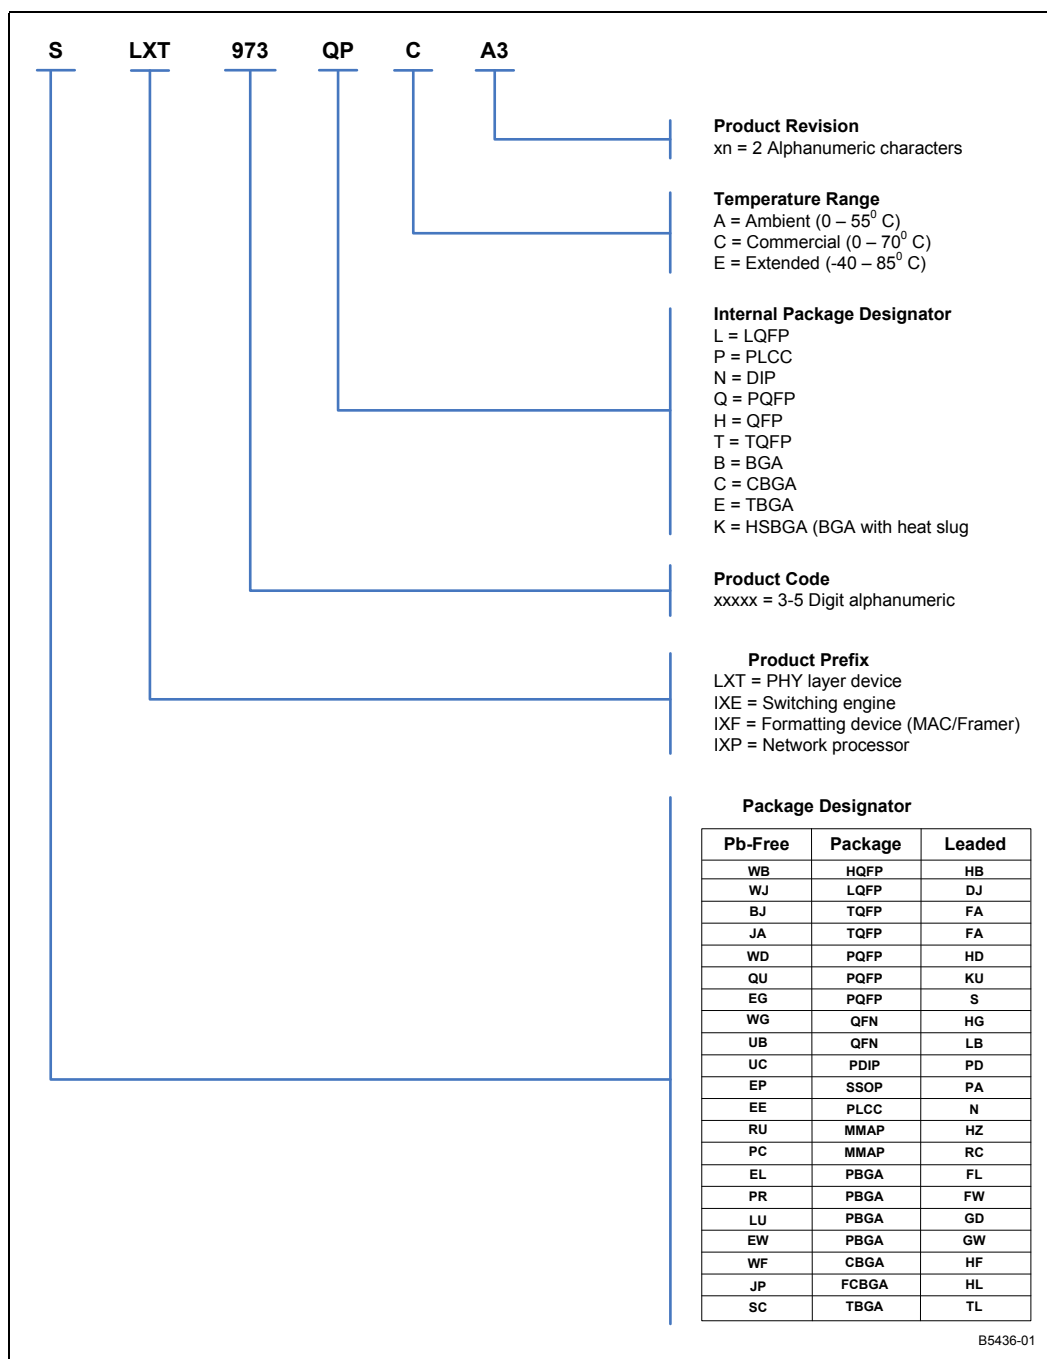 S LXT 973 QP C A3
Product Revision
xn = 2 Alphanumeric characters
Temperature Range
A = Ambient (0 – 55⁰ C)
C = Commercial (0 – 70⁰ C)
E = Extended (-40 – 85⁰ C)
Internal Package Designator
L = LQFP
P = PLCC
N = DIP
Q = PQFP
H = QFP
T = TQFP
B = BGA
C = CBGA
E = TBGA
K = HSBGA (BGA with heat slug
Product Code
xxxxx = 3-5 Digit alphanumeric
Product Prefix
LXT = PHY layer device
IXE = Switching engine
IXF = Formatting device (MAC/Framer)
IXP = Network processor
Package Designator
Pb-Free Package Leaded
WB HQFP HB
WJ LQFP DJ
BJ TQFP FA
JA TQFP FA
WD PQFP HD
QU PQFP KU
EG PQFP S
WG QFN HG
UB QFN LB
UC PDIP PD
EP SSOP PA
EE PLCC N
RU MMAP HZ
PC MMAP RC
EL PBGA FL
PR PBGA FW
LU PBGA GD
EW PBGA GW
WF CBGA HF
JP FCBGA HL
SC TBGA TL
B5436-01